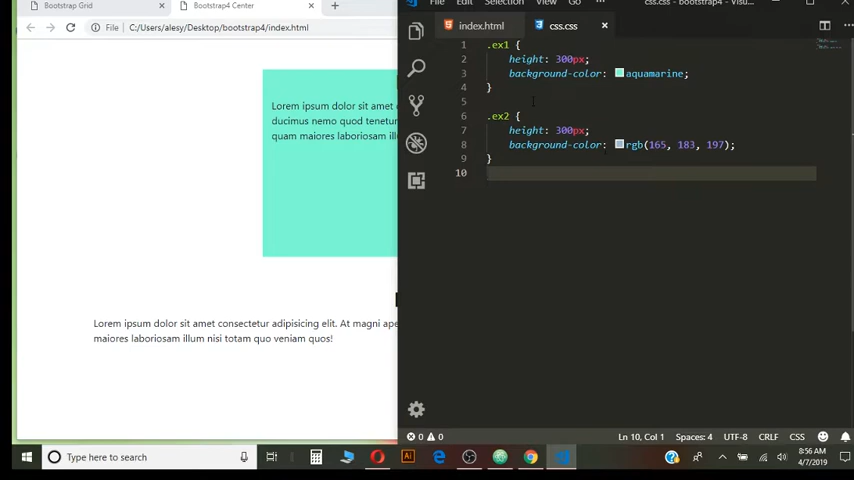 Bootstrap Grid
Bootstrap4 Center
File
C:/Users/alesy/Desktop/bootstrap4/index.html
Lorem ipsum dolor sit amet
ducimus nemo quod tenetur
quam maiores laboriosam
Lorem ipsum dolor sit amet consectetur adipisicing elit. At magni
maiores laboriosam illum nisi totam quo veniam quos!
File Edit Selection View Go
css.css - bootstrap4 - Visu...
index.html
css.css
1 .ex1 {
2 height: 300px;
3 background-color: aquamarine;
4 }
5
6 .ex2 {
7 height: 300px;
8 background-color: rgb(165, 183, 197);
9 }
10
0 0
Ln 10, Col 1
Spaces: 4
UTF-8
CRLF
CSS
Type here to search
8:56 AM
4/7/2019